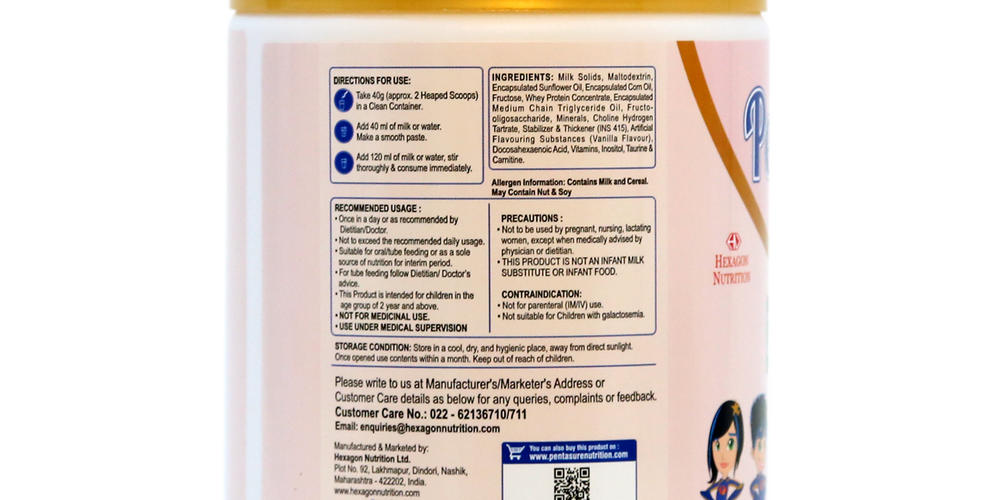 DIRECTIONS FOR USE:
Take 40g (approx. 2 Heaped Scoops)
in a Clean Container.
Add 40 ml of milk or water.
Make a smooth paste.
Add 120 ml of milk or water, stir
thoroughly & consume immediately.
INGREDIENTS: Milk Solids, Maltodextrin,
Encapsulated Sunflower Oil, Encapsulated Corn Oil,
Fructose, Whey Protein Concentrate, Encapsulated
Medium Chain Triglyceride Oil, Fructo-
oligosaccharide, Minerals, Choline Hydrogen
Tartrate, Stabilizer & Thickener (INS 415), Artificial
Flavouring Substances (Vanilla Flavour),
Docosahexaenoic Acid, Vitamins, Inositol, Taurine &
Carnitine.
Allergen Information: Contains Milk and Cereal.
May Contain Nut & Soy
RECOMMENDED USAGE :
• Once in a day or as recommended by
Dietitian/Doctor.
• Not to exceed the recommended daily usage.
• Suitable for oral/tube feeding or as a sole
source of nutrition for interim period.
• For tube feeding follow Dietitian/ Doctor's
advice.
• This Product is intended for children in the
age group of 2 year and above.
• NOT FOR MEDICINAL USE.
• USE UNDER MEDICAL SUPERVISION
PRECAUTIONS :
• Not to be used by pregnant, nursing, lactating
women, except when medically advised by
physician or dietitian.
• THIS PRODUCT IS NOT AN INFANT MILK
SUBSTITUTE OR INFANT FOOD.
CONTRAINDICATION:
• Not for parenteral (IM/IV) use.
• Not suitable for Children with galactosemia.
STORAGE CONDITION: Store in a cool, dry, and hygienic place, away from direct sunlight.
Once opened use contents within a month. Keep out of reach of children.
Please write to us at Manufacturer's/Marketer's Address or
Customer Care details as below for any queries, complaints or feedback.
Customer Care No.: 022 - 62136710/711
Email: enquiries@hexagonnutrition.com
Manufactured & Marketed by:
Hexagon Nutrition Ltd.
Plot No. 92, Lakhmapur, Dindori, Nashik,
Maharashtra - 422202, India.
www.hexagonnutrition.com
You can also buy this product on :
www.pentasurenutrition.com
HEXAGON
NUTRITION